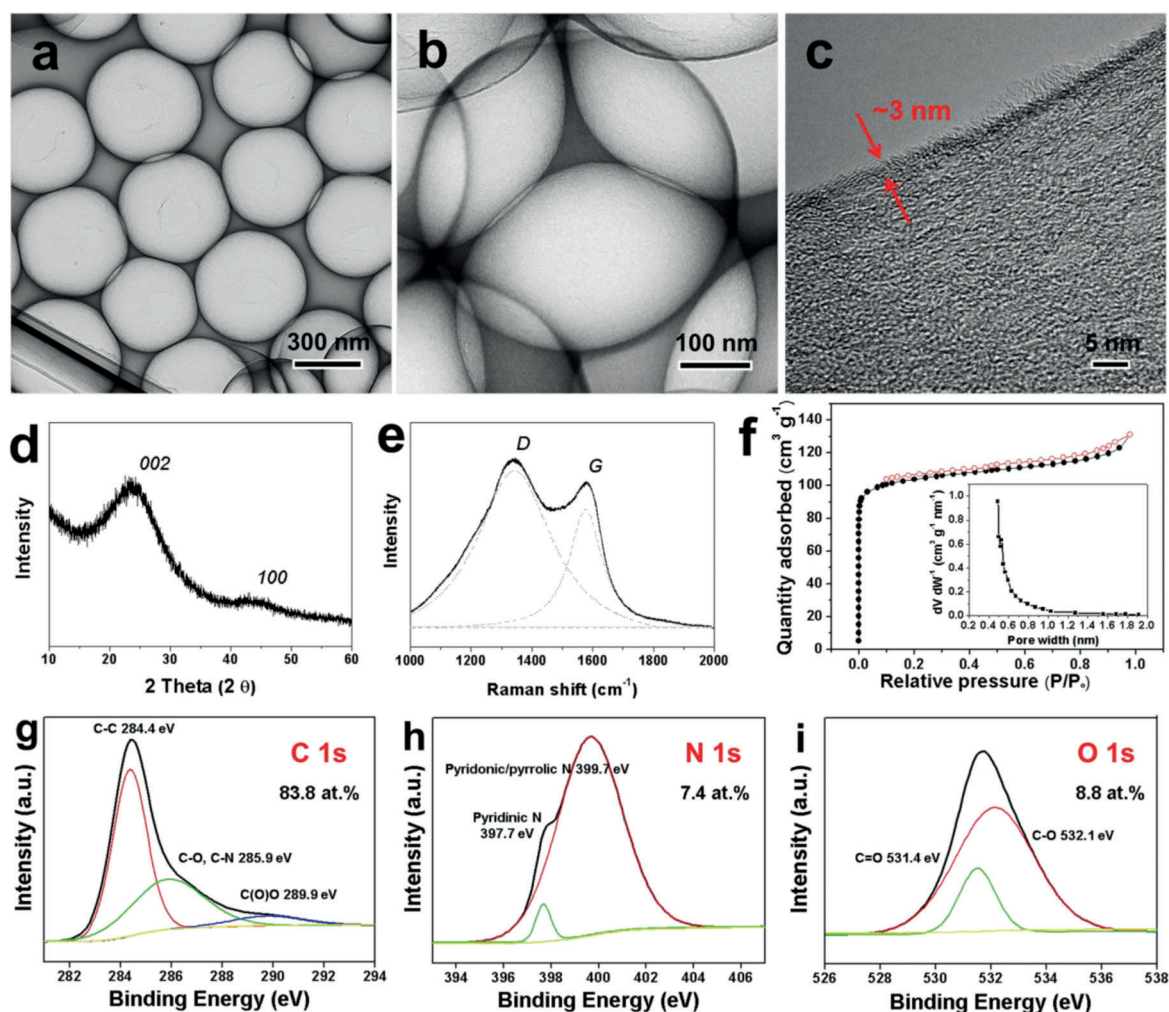 a
300 nm
b
100 nm
c
~3 nm
5 nm
d
002
100
Intensity
10 20 30 40 50 60
2 Theta (2 θ)
e
D
G
Intensity
1000 1200 1400 1600 1800 2000
Raman shift (cm⁻¹)
f
Quantity adsorbed (cm³ g⁻¹)
140
120
100
80
60
40
20
0
0.0 0.2 0.4 0.6 0.8 1.0
Relative pressure (P/P₀)
dV dW⁻¹ (cm³ g⁻¹ nm⁻¹)
1.0
0.8
0.6
0.4
0.2
0.0
0.2 0.4 0.6 0.8 1.0 1.2 1.4 1.6 1.8 2.0
Pore width (nm)
g
C-C 284.4 eV
C 1s
83.8 at.%
C-O, C-N 285.9 eV
C(O)O 289.9 eV
Intensity (a.u.)
282 284 286 288 290 292 294
Binding Energy (eV)
h
N 1s
Pyridonic/pyrrolic N 399.7 eV
7.4 at.%
Pyridinic N
397.7 eV
Intensity (a.u.)
394 396 398 400 402 404 406
Binding Energy (eV)
i
O 1s
8.8 at.%
C-O 532.1 eV
C=O 531.4 eV
Intensity (a.u.)
526 528 530 532 534 536 538
Binding Energy (eV)